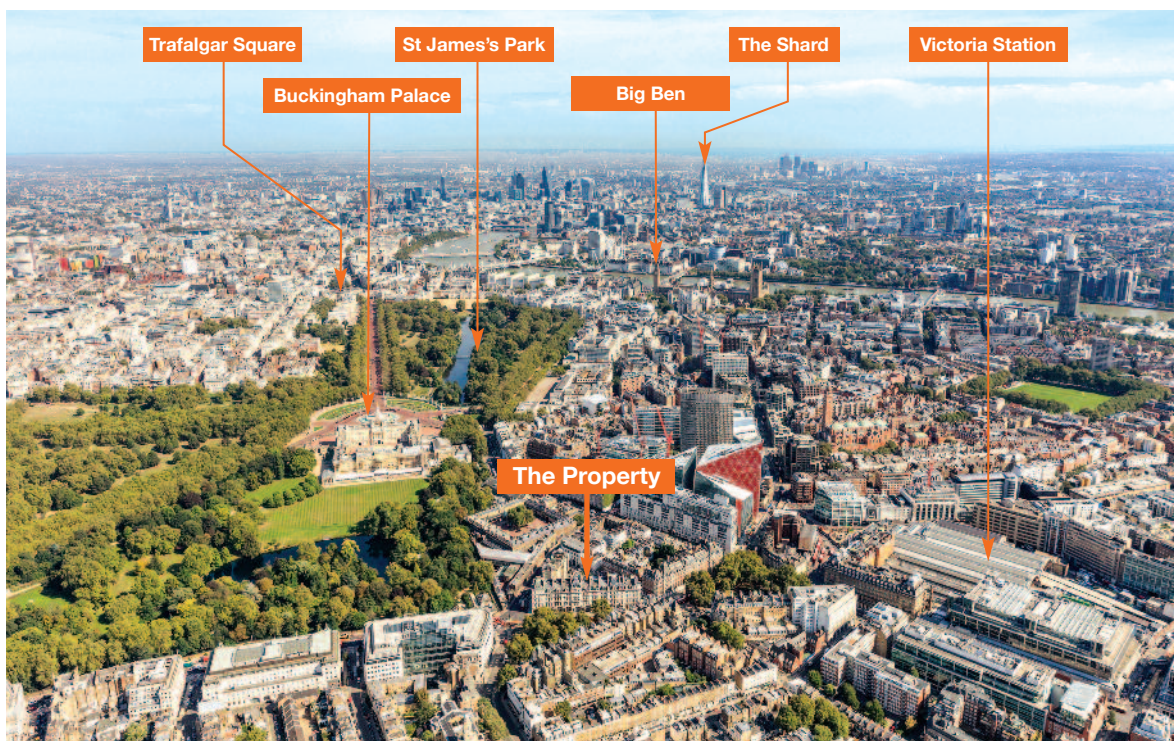 Trafalgar Square
St James's Park
The Shard
Victoria Station
Buckingham Palace
Big Ben
The Property